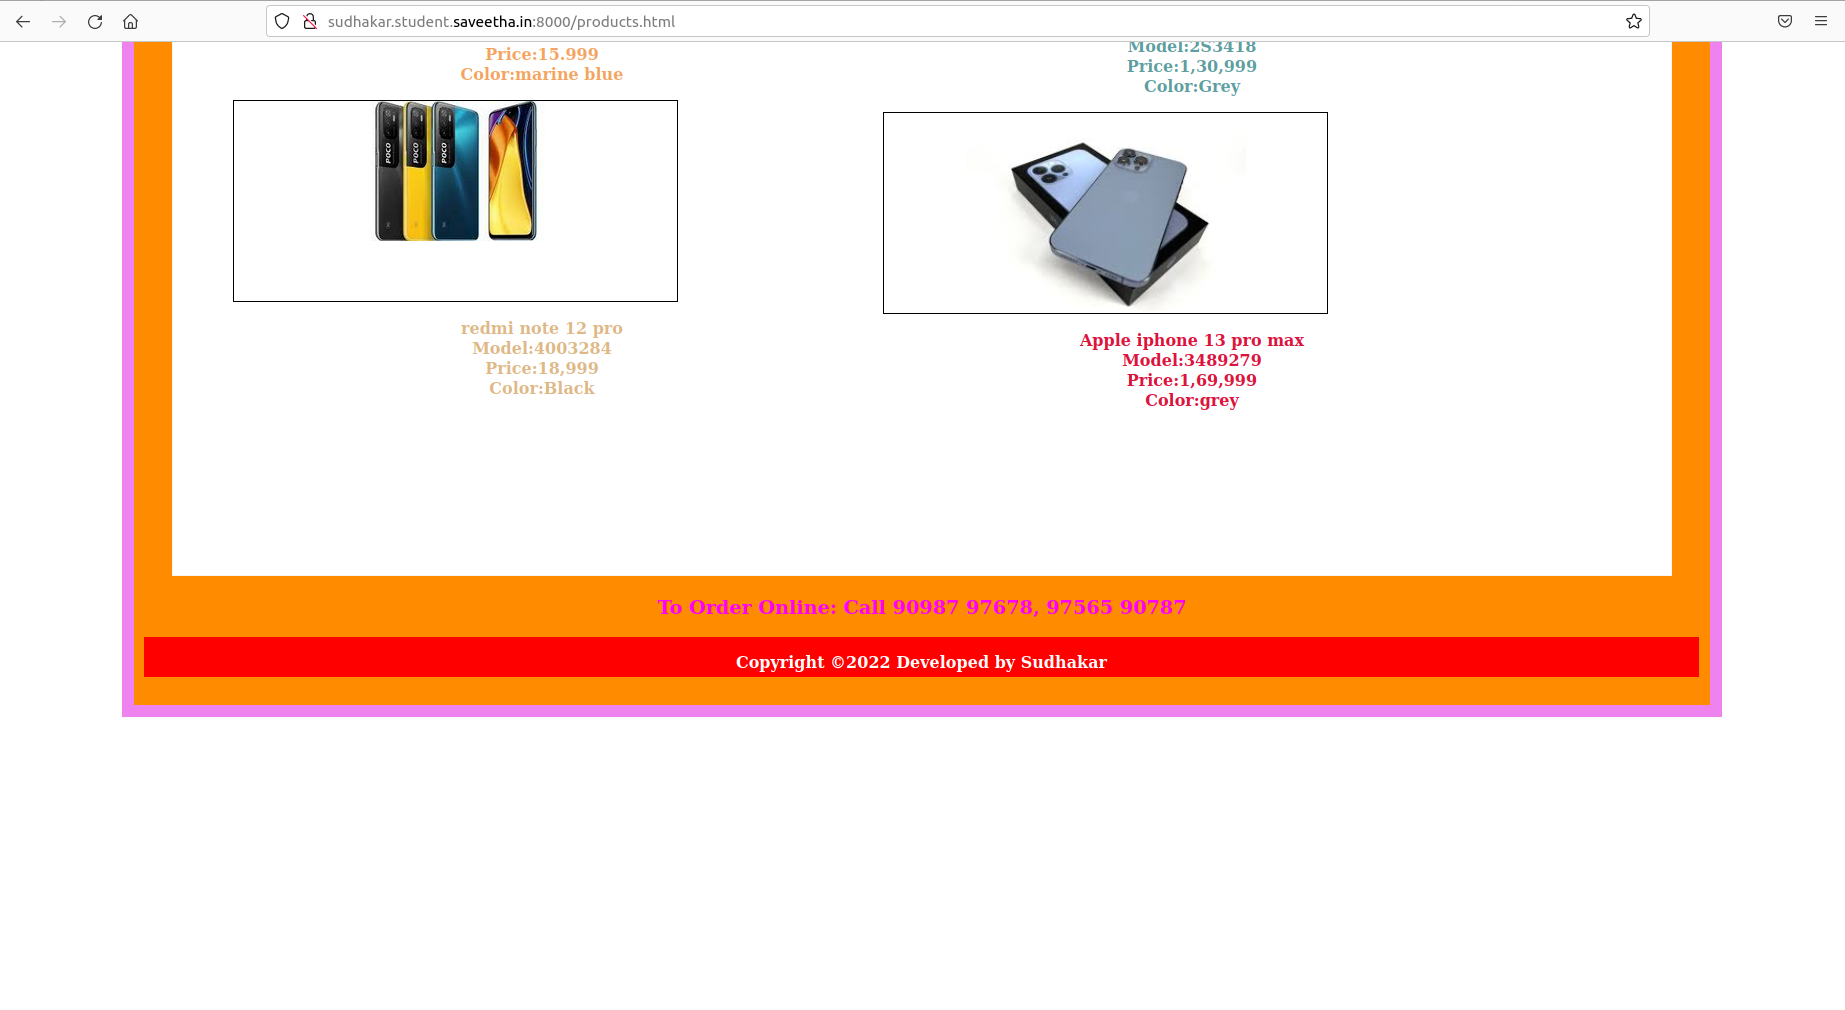 sudhakar.student.saveetha.in:8000/products.html
Price:15.999
Color:marine blue
Model:2S3418
Price:1,30,999
Color:Grey
POCO
POCO
POCO
redmi note 12 pro
Model:4003284
Price:18,999
Color:Black
Apple iphone 13 pro max
Model:3489279
Price:1,69,999
Color:grey
To Order Online: Call 90987 97678, 97565 90787
Copyright ©2022 Developed by Sudhakar